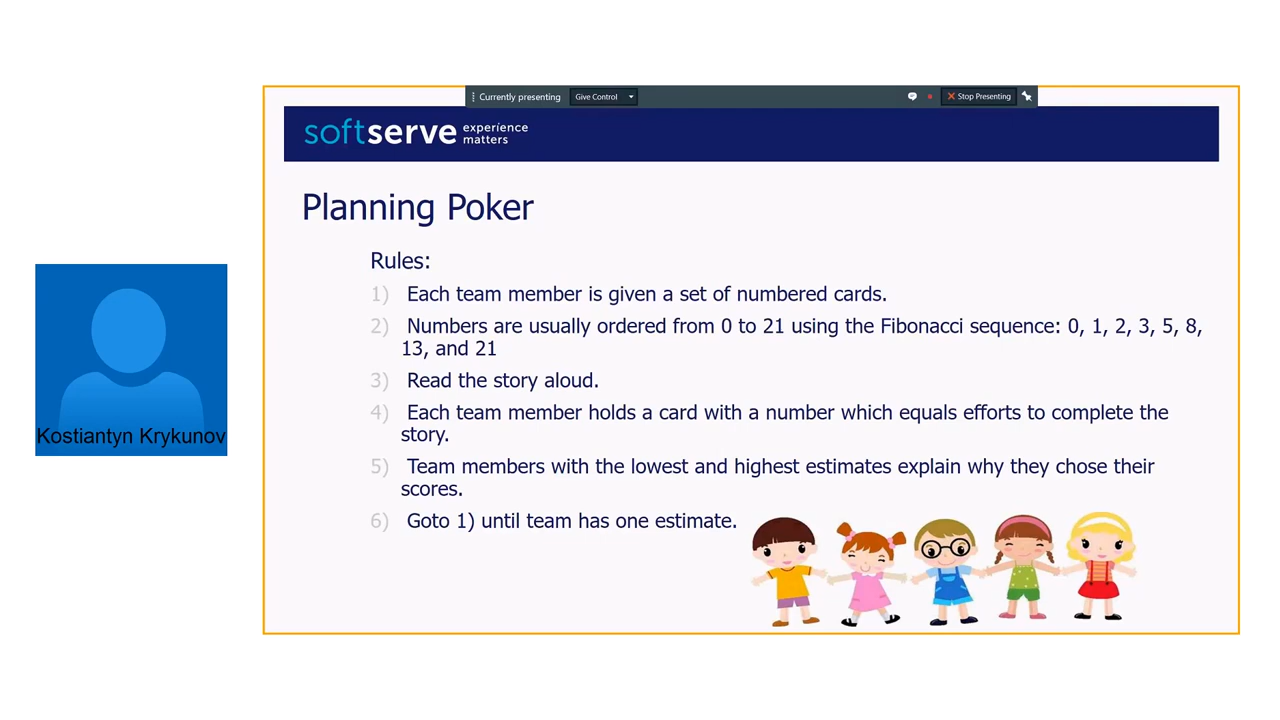 Currently presenting Give Control Stop Presenting
softserve experience
matters
Planning Poker
Rules:
1) Each team member is given a set of numbered cards.
2) Numbers are usually ordered from 0 to 21 using the Fibonacci sequence: 0, 1, 2, 3, 5, 8,
13, and 21
3) Read the story aloud.
4) Each team member holds a card with a number which equals efforts to complete the
story.
Kostiantyn Krykunov
5) Team members with the lowest and highest estimates explain why they chose their
scores.
6) Goto 1) until team has one estimate.